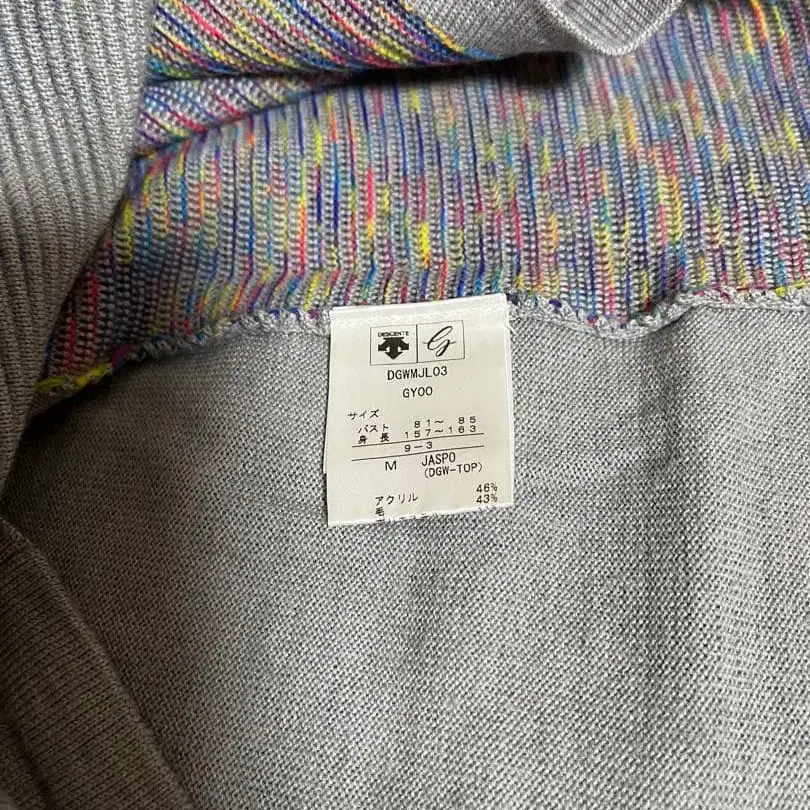 DESCENTE
DGWMJL03
GY00
サイズ
バスト 81～ 85
身長 157～163
9-3
M JASPO
(DGW-TOP)
アクリル 46%
毛 43%